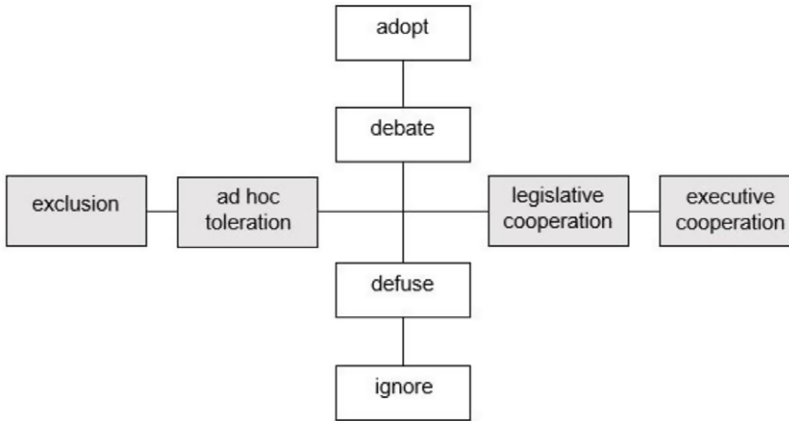 adopt
debate
exclusion
ad hoc
toleration
legislative
cooperation
executive
cooperation
defuse
ignore